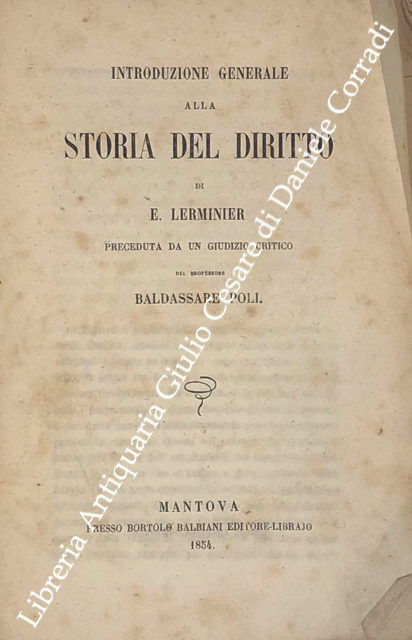 INTRODUZIONE GENERALE
ALLA
STORIA DEL DIRITTO
DI
E. LERMINIER
PRECEDUTA DA UN GIUDIZIO CRITICO
DEL PROFESSORE
BALDASSARE POLI.
MANTOVA
PRESSO BORTOLO BALBIANI EDITORE-LIBRAJO
1854.
Libreria Antiquaria Giulio Cesare di Daniele Corradi